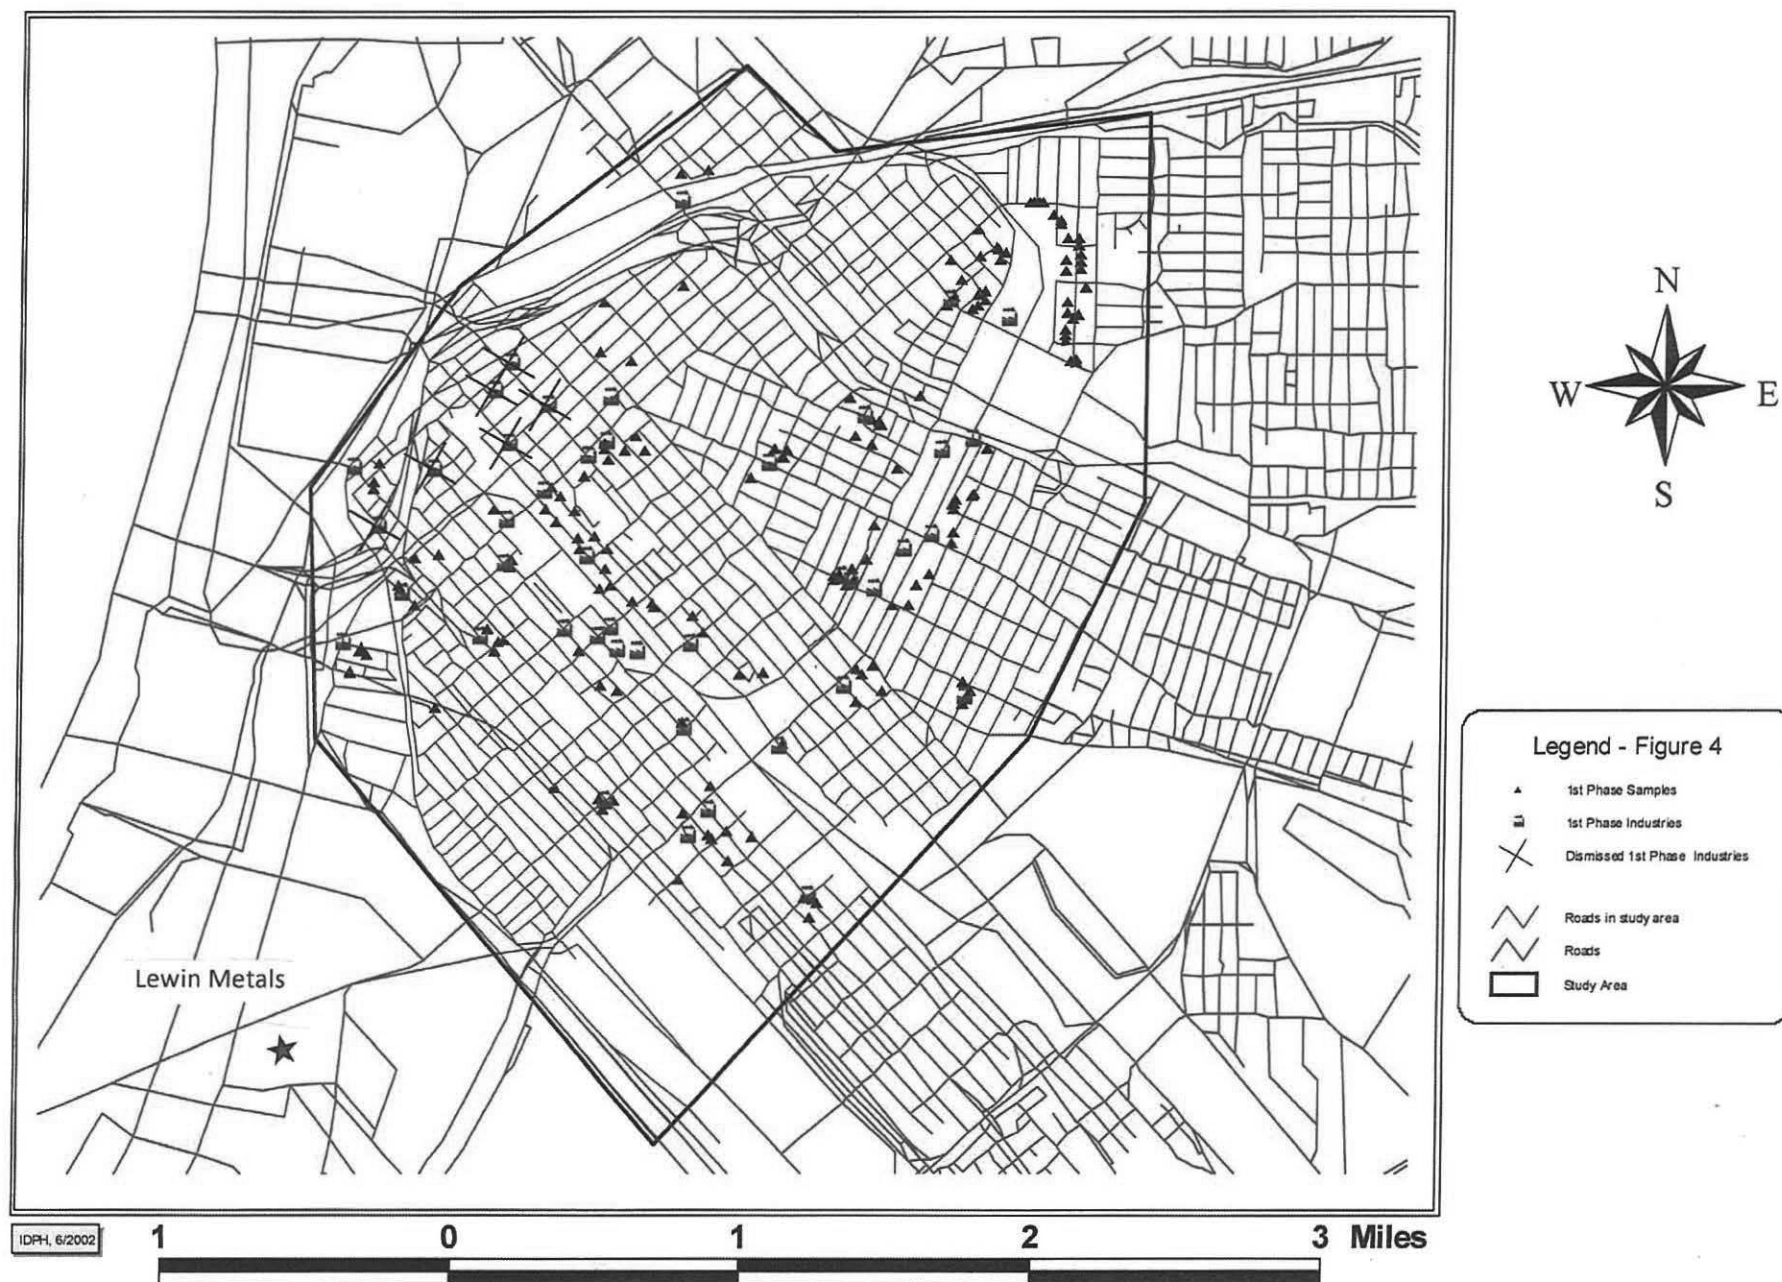 N
W E
S
Legend - Figure 4
1st Phase Samples
1st Phase Industries
Dismissed 1st Phase Industries
Roads in study area
Roads
Study Area
Lewin Metals
IDPH, 6/2002
1 0 1 2 3 Miles